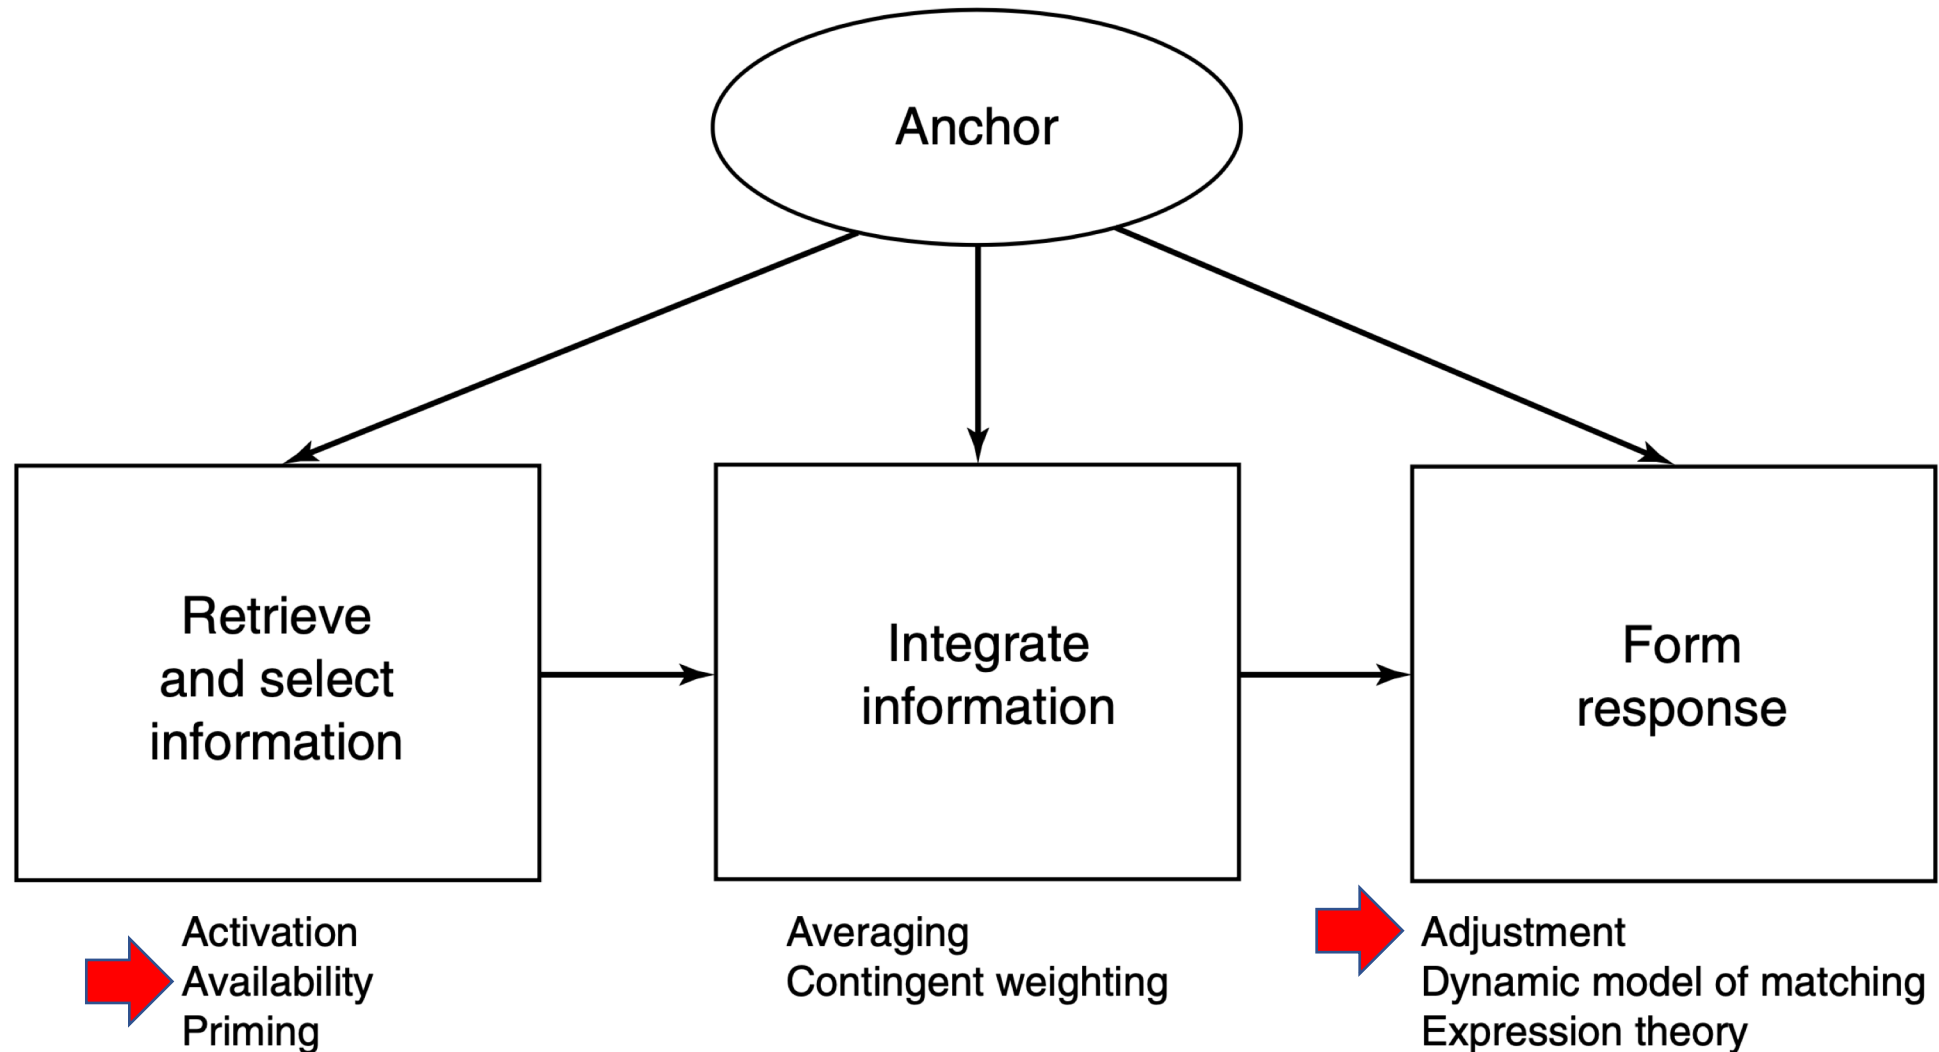 Anchor
Retrieve
and select
information
Integrate
information
Form
response
Activation
Availability
Priming
Averaging
Contingent weighting
Adjustment
Dynamic model of matching
Expression theory